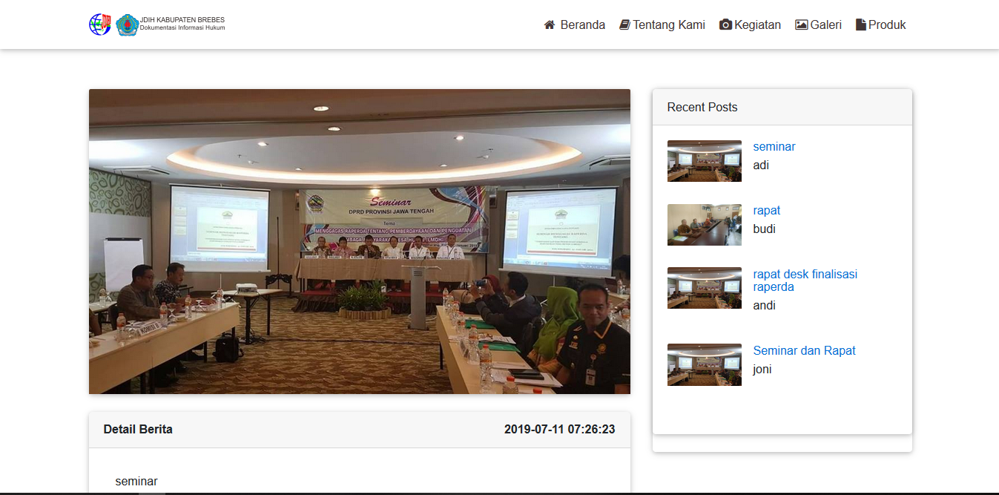 JDIH KABUPATEN BREBES
Dokumentasi Informasi Hukum
Beranda Tentang Kami Kegiatan Galeri Produk
Seminar
DPRD PROVINSI JAWA TENGAH
Tema
MENGGAGAS RAPERDA TENTANG PEMBERDAYAAN DAN PENGUATAN
KOMISI
Detail Berita 2019-07-11 07:26:23
seminar
Recent Posts
seminar
adi
rapat
budi
rapat desk finalisasi
raperda
andi
Seminar dan Rapat
joni